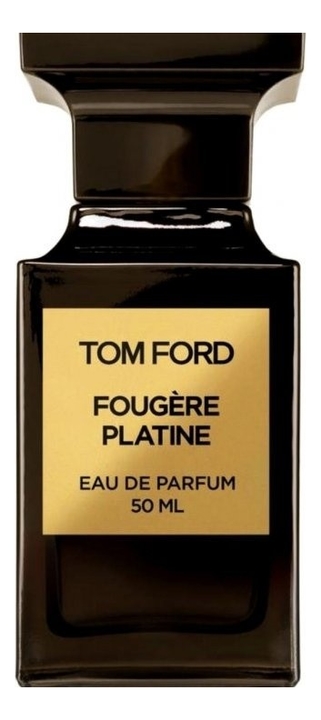 TOM FORD
FOUGÈRE
PLATINE
EAU DE PARFUM
50 ML